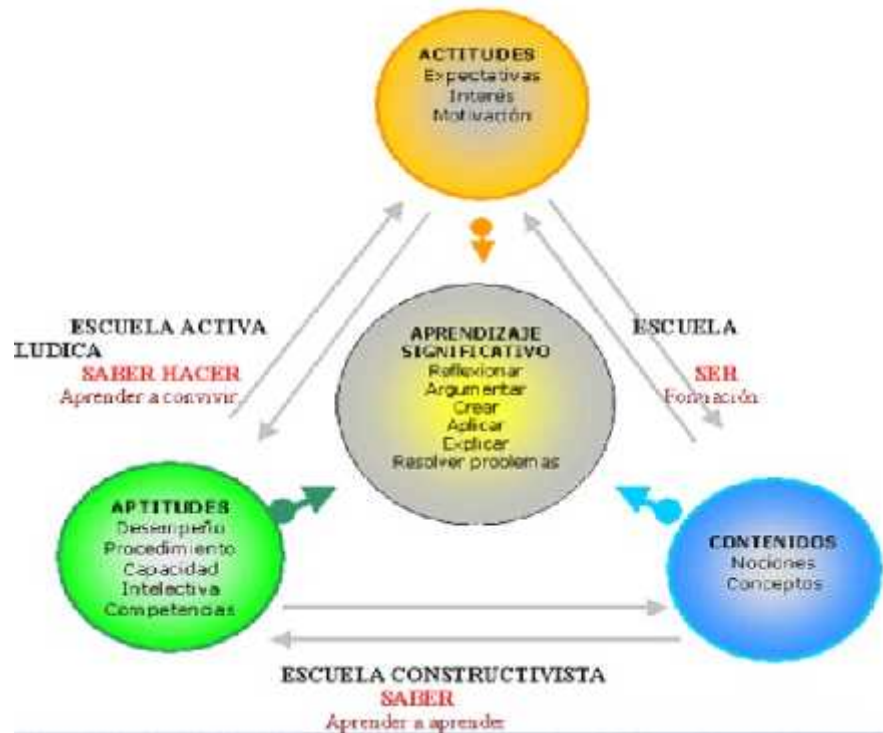 ACTITUDES
Expectativas
Interés
Motivación
ESCUELA ACTIVA
LUDICA
SABER HACER
Aprender a convivir
APRENDIZAJE
SIGNIFICATIVO
Reflexionar
Argumentar
Crear
Aplicar
Explicar
Resolver problemas
ESCUELA
SER
Formación
APTITUDES
Desempeño
Procedimiento
Capacidad
Intelectiva
Competencias
CONTENIDOS
Nociones
Conceptos
ESCUELA CONSTRUCTIVISTA
SABER
Aprender a aprender